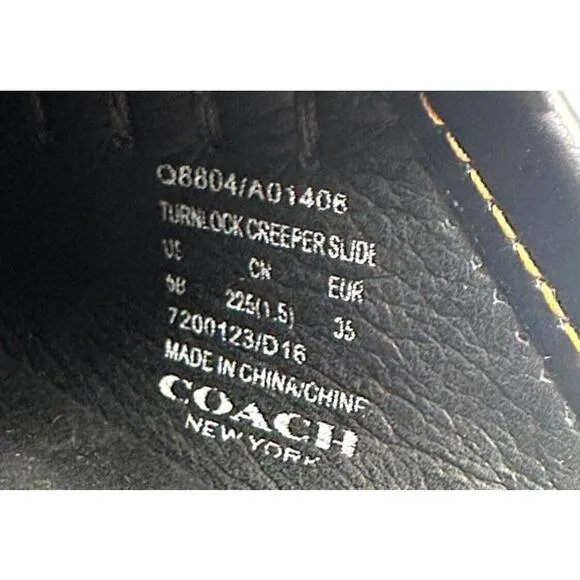 Q8804/A01406
TURNLOCK CREEPER SLIDE
US CN EUR
5B 225(1.5) 35
7200123/D16
MADE IN CHINA/CHINE
COACH
NEW YORK